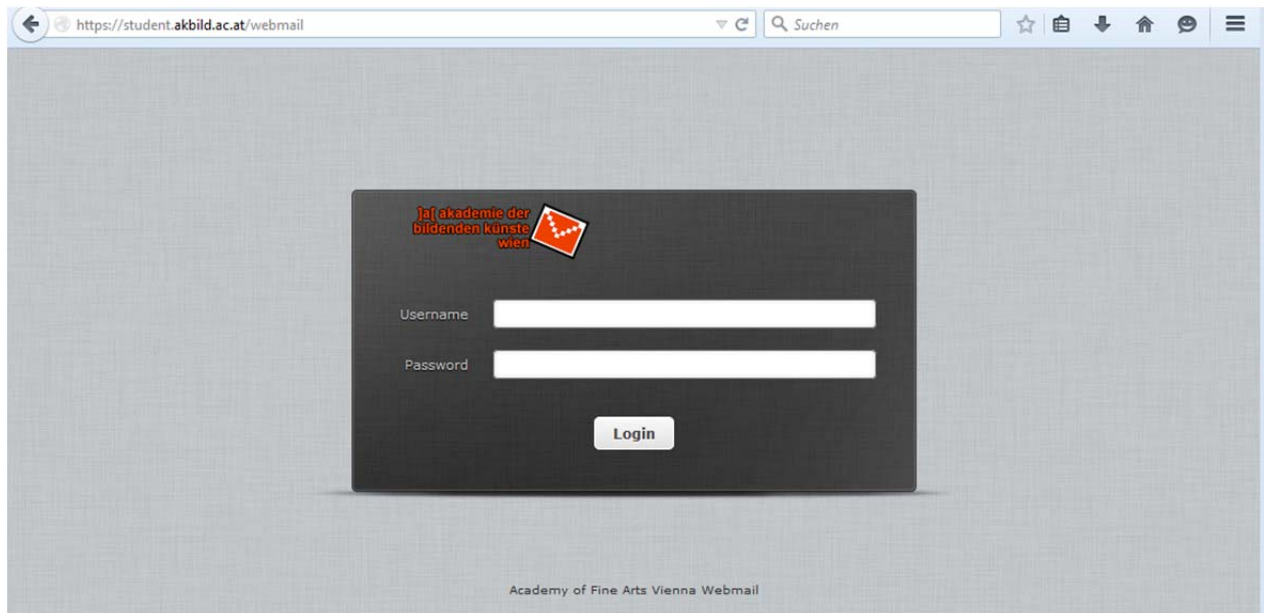 https://student.akbild.ac.at/webmail
Suchen
]a[ akademie der
bildenden künste
wien
Username
Password
Login
Academy of Fine Arts Vienna Webmail